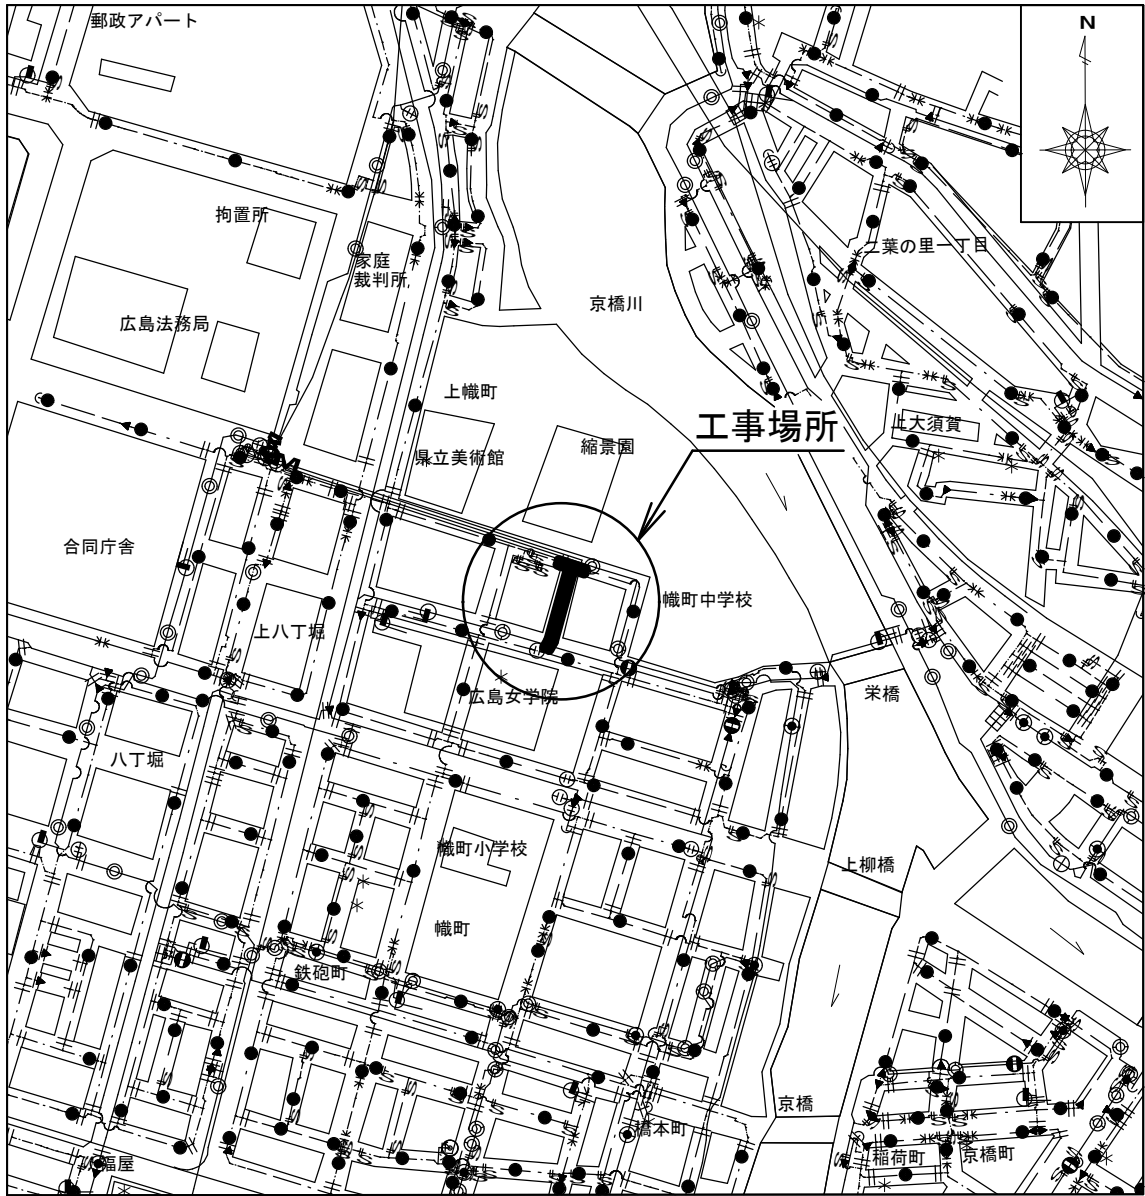 郵政アパート
N
拘置所
家庭
裁判所
二葉の里一丁目
京橋川
広島法務局
上幟町
工事場所
上大須賀
県立美術館
縮景園
合同庁舎
幟町中学校
上八丁堀
広島女学院
栄橋
八丁堀
幟町小学校
上柳橋
幟町
鉄砲町
京橋
橋本町
稲荷町
京橋町
福屋